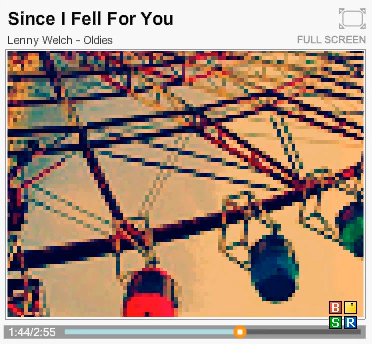 Since I Fell For You
Lenny Welch - Oldies
FULL SCREEN
B
S R
1:44/2:55